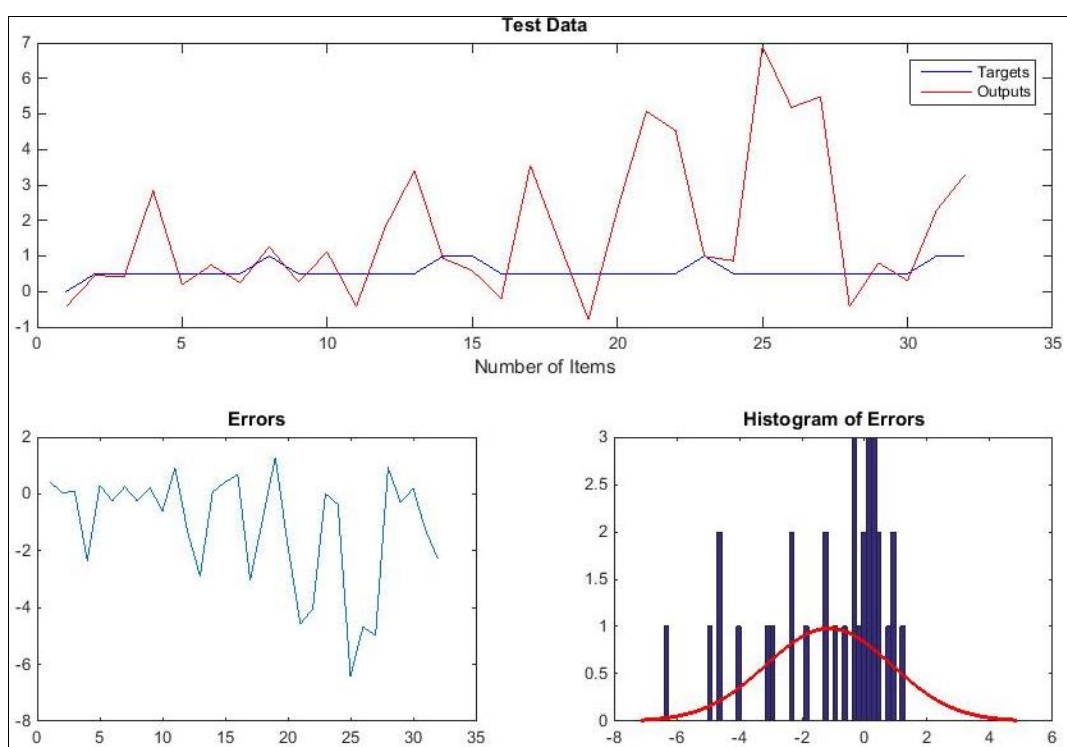 Test Data
7
6
5
4
3
2
1
0
-1
Targets
Outputs
0 5 10 15 20 25 30 35
Number of Items
Errors
2
0
-2
-4
-6
-8
0 5 10 15 20 25 30 35
Histogram of Errors
3
2.5
2
1.5
1
0.5
0
-8 -6 -4 -2 0 2 4 6